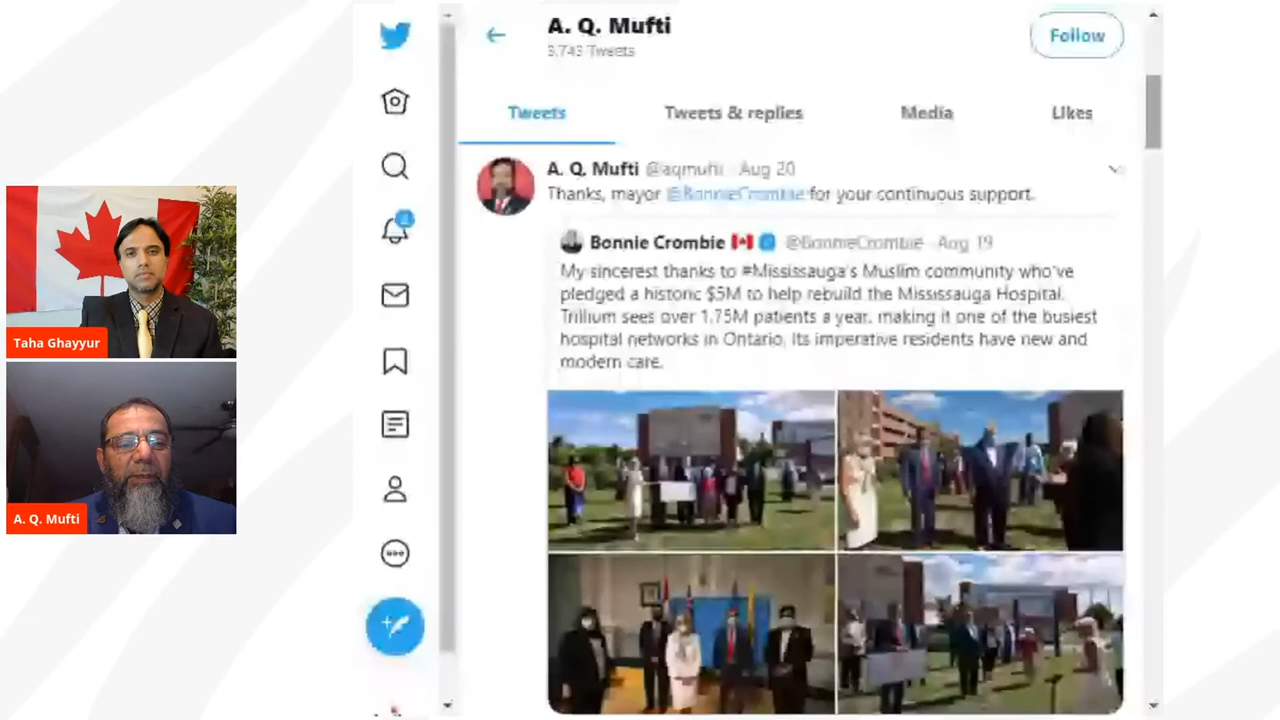 A. Q. Mufti
3,743 Tweets
Follow
Tweets
Tweets & replies
Media
Likes
A. Q. Mufti @aqmufti · Aug 20
Thanks, mayor @BonnieCrombie for your continuous support.
Bonnie Crombie @BonnieCrombie · Aug 19
My sincerest thanks to #Mississauga's Muslim community who've
pledged a historic $5M to help rebuild the Mississauga Hospital.
Trillium sees over 1.75M patients a year, making it one of the busiest
hospital networks in Ontario. Its imperative residents have new and
modern care.
Taha Ghayyur
A. Q. Mufti